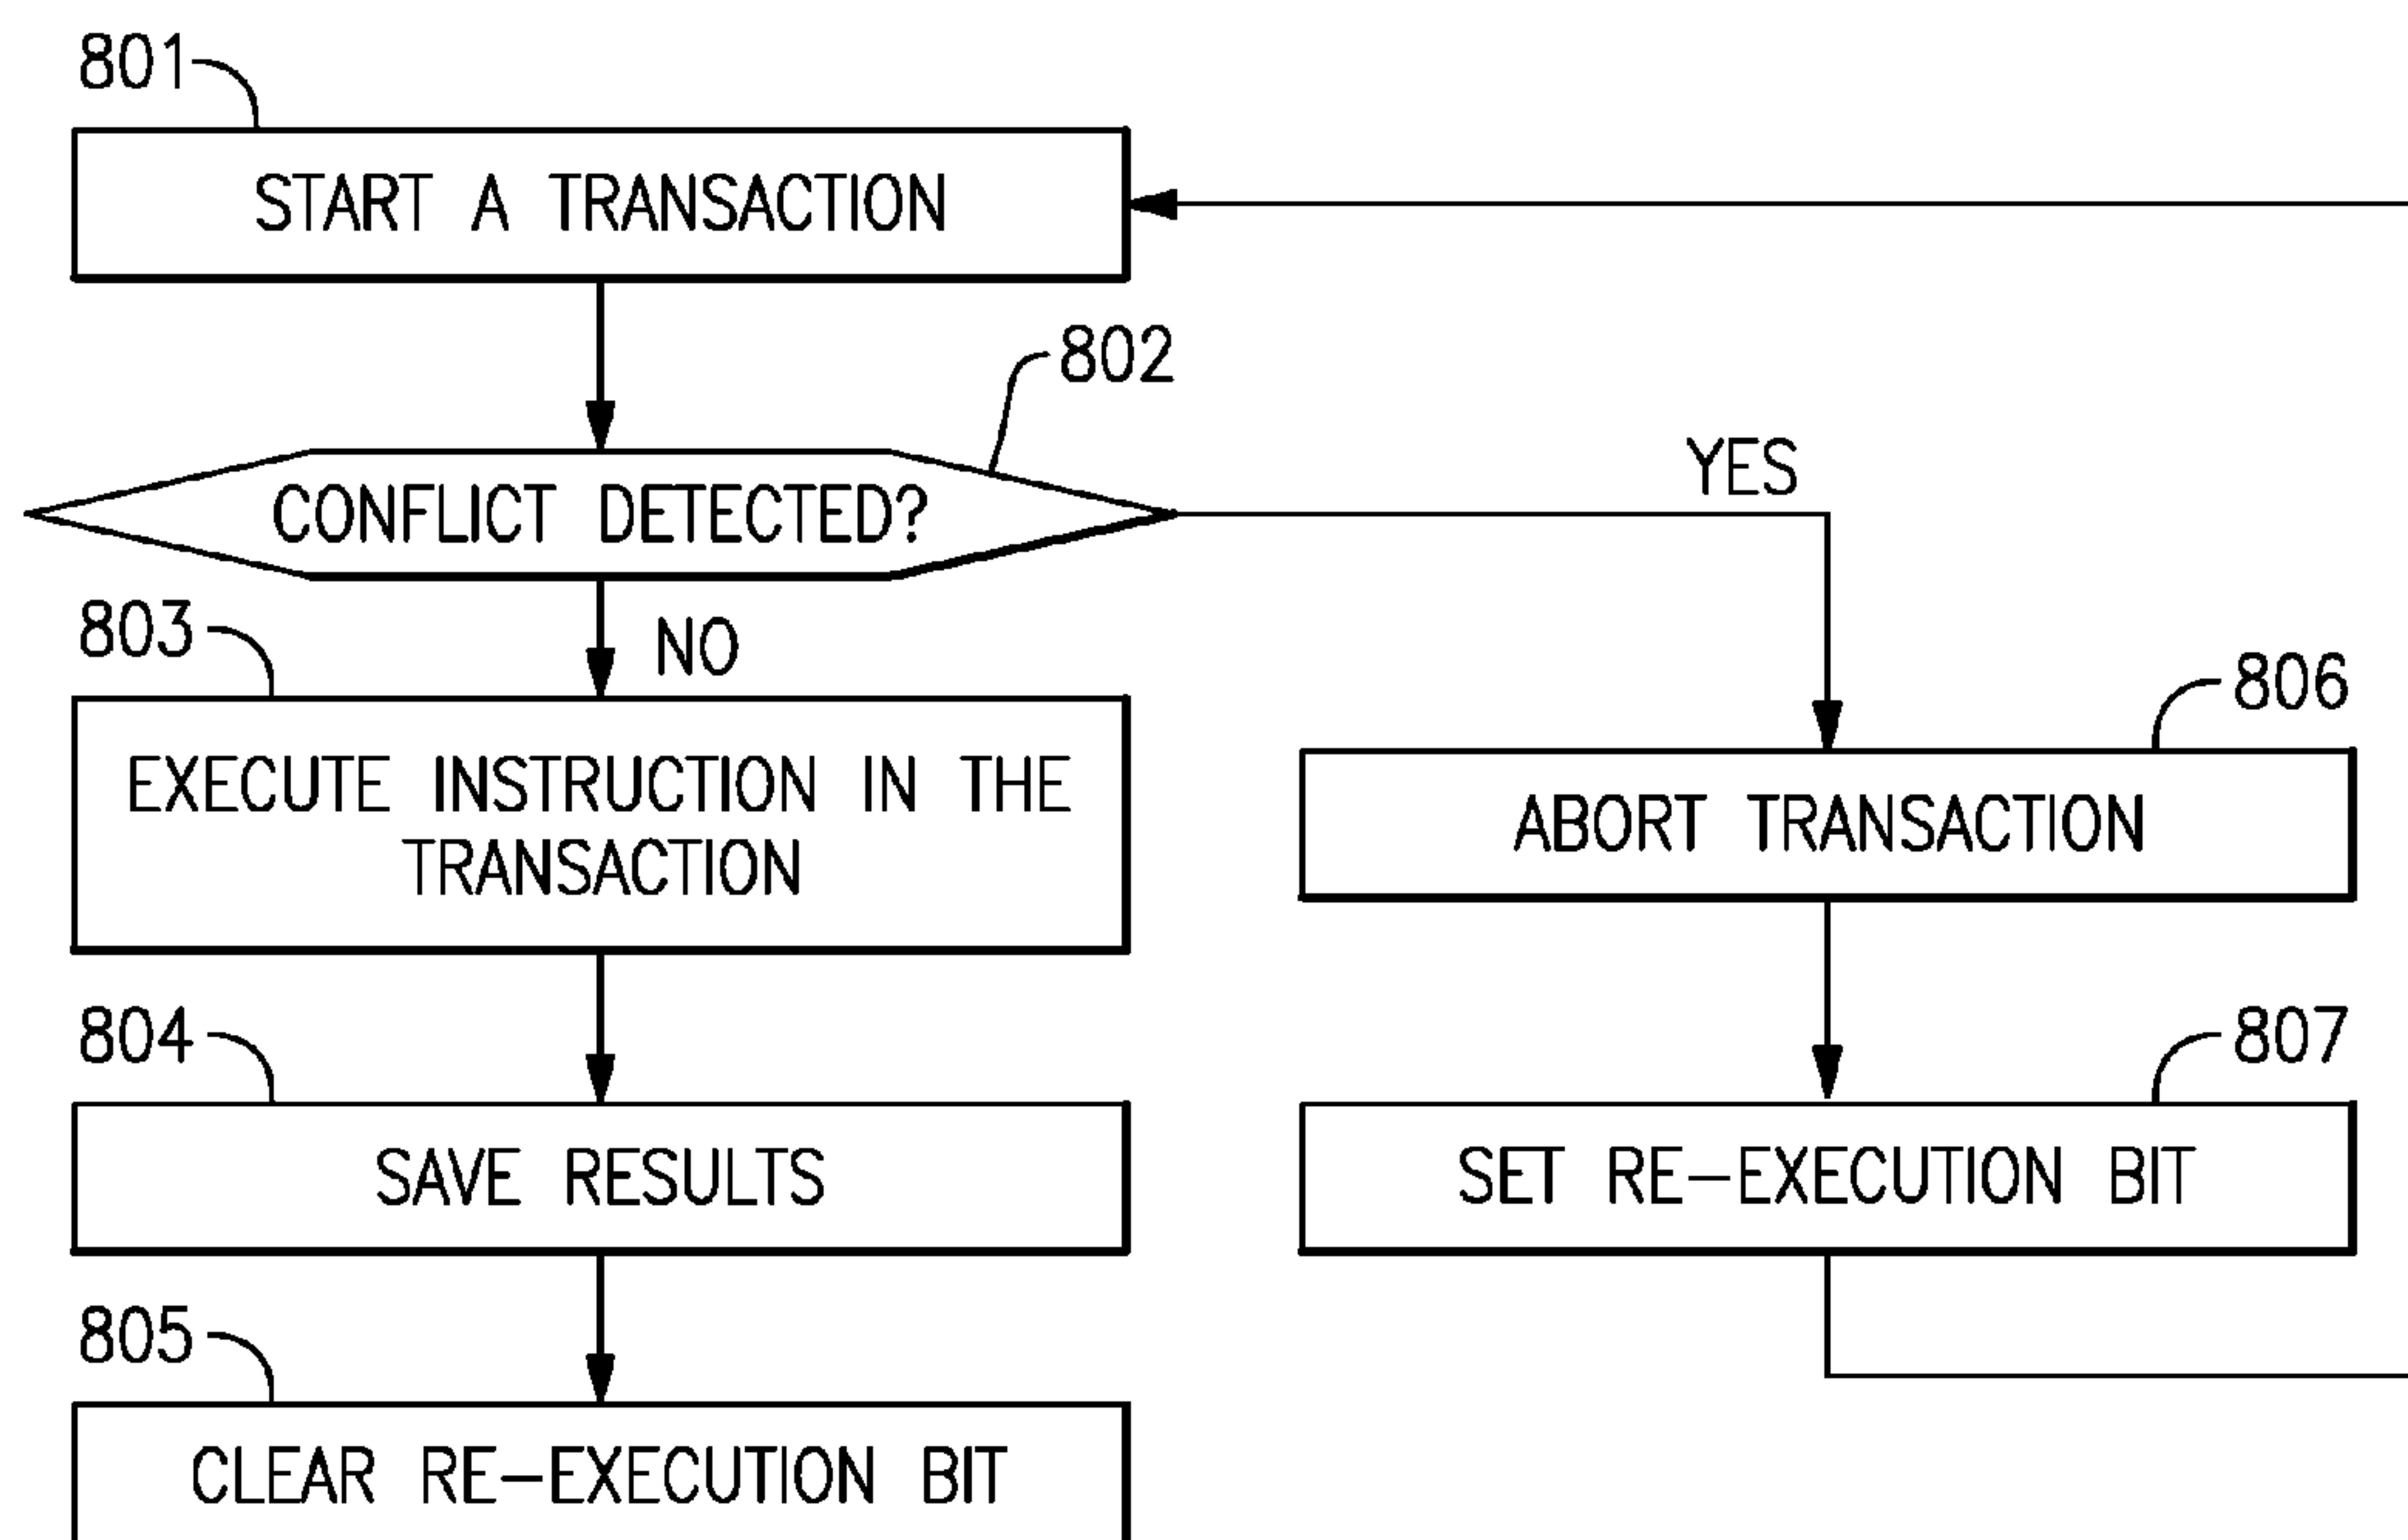 801
START A TRANSACTION
802
CONFLICT DETECTED?
YES
803
NO
EXECUTE INSTRUCTION IN THE
TRANSACTION
806
ABORT TRANSACTION
804
SAVE RESULTS
807
SET RE-EXECUTION BIT
805
CLEAR RE-EXECUTION BIT